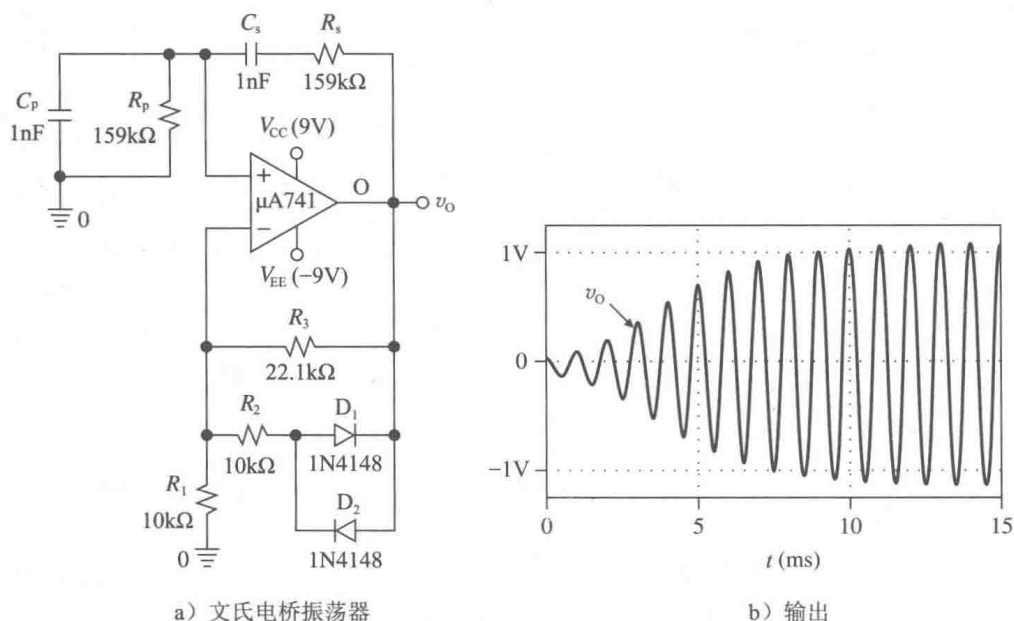 Cs
Rs
1nF
159kΩ
Cp
1nF
Rp
159kΩ
VCC(9V)
+
μA741
−
O
vO
0
VEE(−9V)
R3
22.1kΩ
R2
10kΩ
D1
1N4148
R1
10kΩ
D2
1N4148
0
1V
vO
0
−1V
0
5
10
15
t (ms)
a）文氏电桥振荡器
b）输出